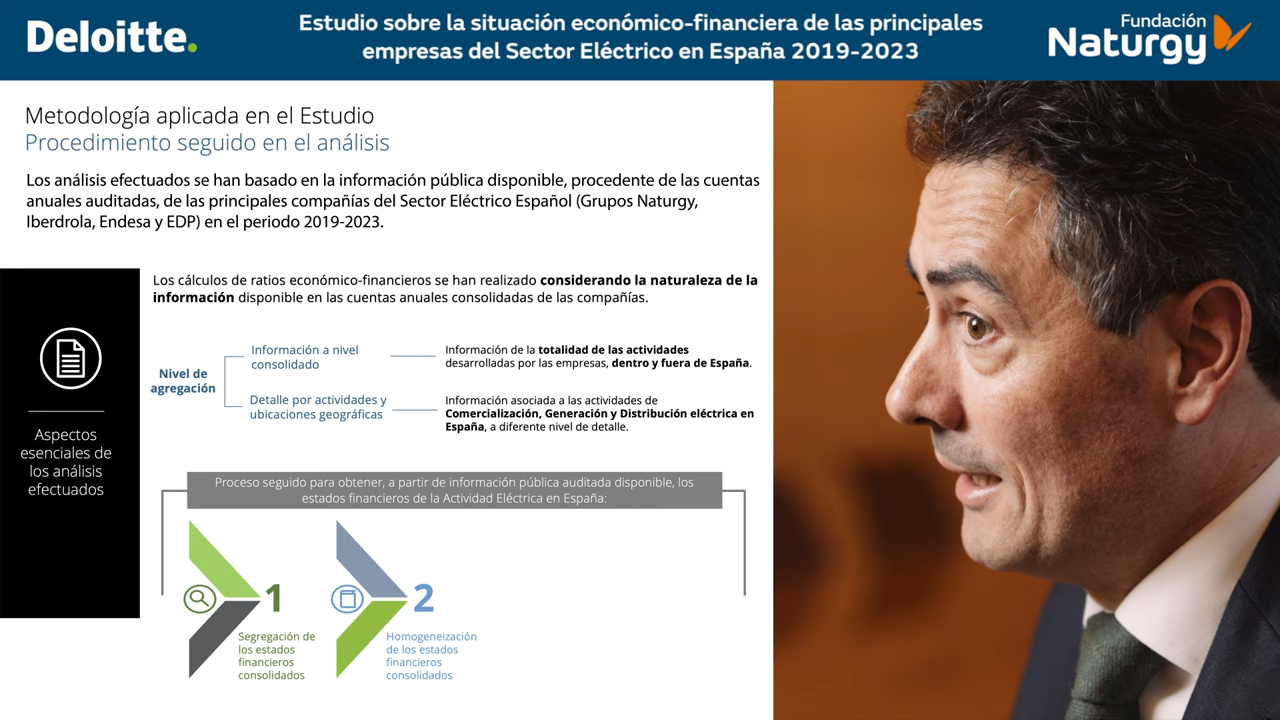 Deloitte.
Estudio sobre la situación económico-financiera de las principales
empresas del Sector Eléctrico en España 2019-2023
Fundación
Naturgy
Metodología aplicada en el Estudio
Procedimiento seguido en el análisis
Los análisis efectuados se han basado en la información pública disponible, procedente de las cuentas
anuales auditadas, de las principales compañías del Sector Eléctrico Español (Grupos Naturgy,
Iberdrola, Endesa y EDP) en el periodo 2019-2023.
Aspectos
esenciales de
los análisis
efectuados
Los cálculos de ratios económico-financieros se han realizado considerando la naturaleza de la
información disponible en las cuentas anuales consolidadas de las compañías.
Nivel de
agregación
Información a nivel
consolidado
Información de la totalidad de las actividades
desarrolladas por las empresas, dentro y fuera de España.
Detalle por actividades y
ubicaciones geográficas
Información asociada a las actividades de
Comercialización, Generación y Distribución eléctrica en
España, a diferente nivel de detalle.
Proceso seguido para obtener, a partir de información pública auditada disponible, los
estados financieros de la Actividad Eléctrica en España:
1
Segregación de
los estados
financieros
consolidados
2
Homogeneización
de los estados
financieros
consolidados